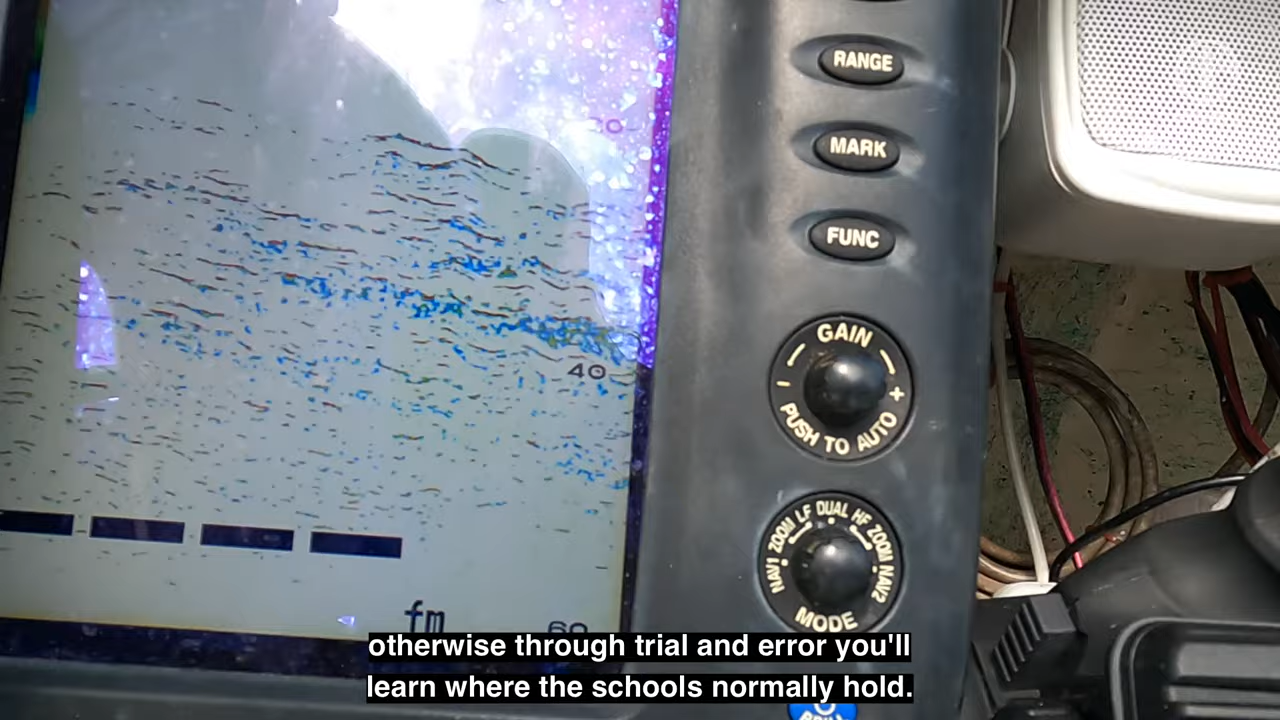 RANGE
MARK
FUNC
GAIN
- +
PUSH TO AUTO
40
NAV1 ZOOM LF DUAL HF ZOOM NAV2
MODE
fm
60
otherwise through trial and error you'll
learn where the schools normally hold.
BRILL